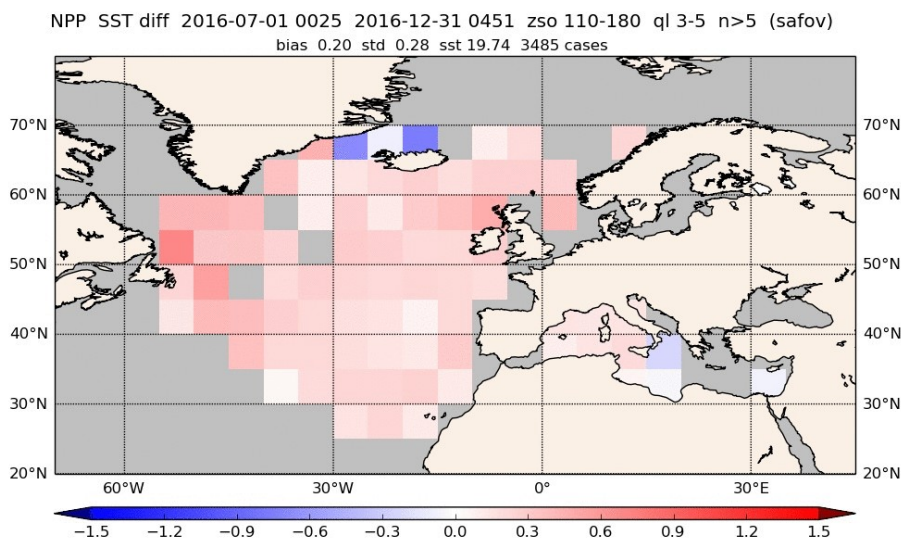 NPP SST diff 2016-07-01 0025 2016-12-31 0451 zso 110-180 ql 3-5 n>5 (safov)
bias 0.20 std 0.28 sst 19.74 3485 cases
70°N
60°N
50°N
40°N
30°N
20°N
70°N
60°N
50°N
40°N
30°N
20°N
60°W 30°W 0° 30°E
−1.5 −1.2 −0.9 −0.6 −0.3 0.0 0.3 0.6 0.9 1.2 1.5